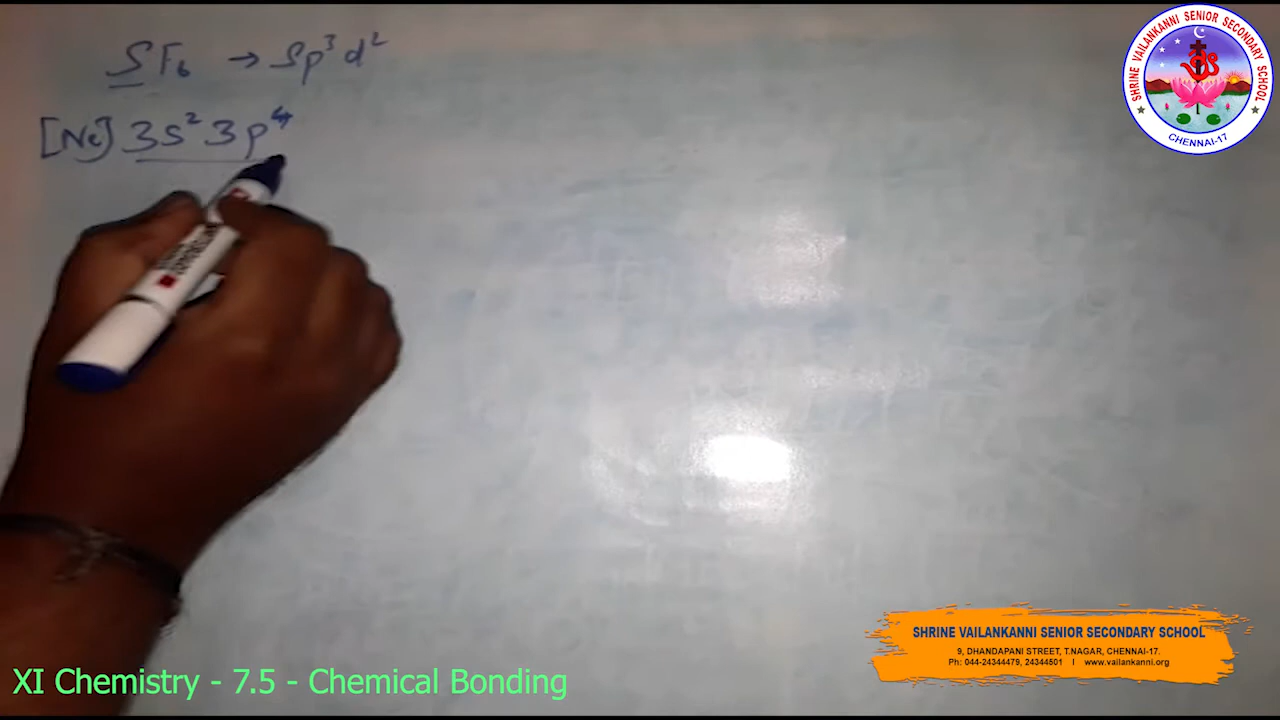 SF₆ → sp³d²
[Ne] 3s² 3p⁴
SHRINE VAILANKANNI SENIOR SECONDARY SCHOOL
CHENNAI-17
SHRINE VAILANKANNI SENIOR SECONDARY SCHOOL
9, DHANDAPANI STREET, T.NAGAR, CHENNAI-17.
Ph: 044-24344479, 24344501 I www.vailankanni.org
XI Chemistry - 7.5 - Chemical Bonding